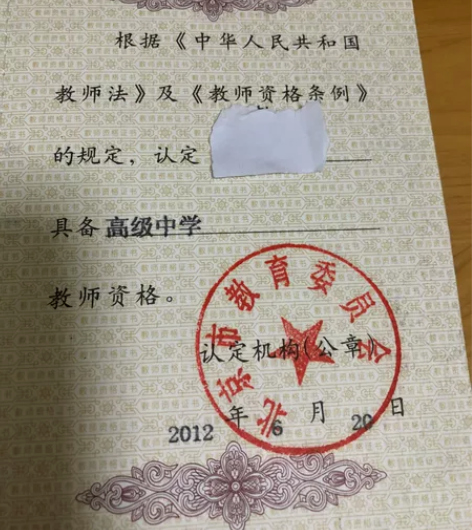 根据《中华人民共和国
教师法》及《教师资格条例》
的规定，认定
具备 高级中学
教师资格。
北京市教育委员会
认定机构(公章)
2012 年 6 月 20 日